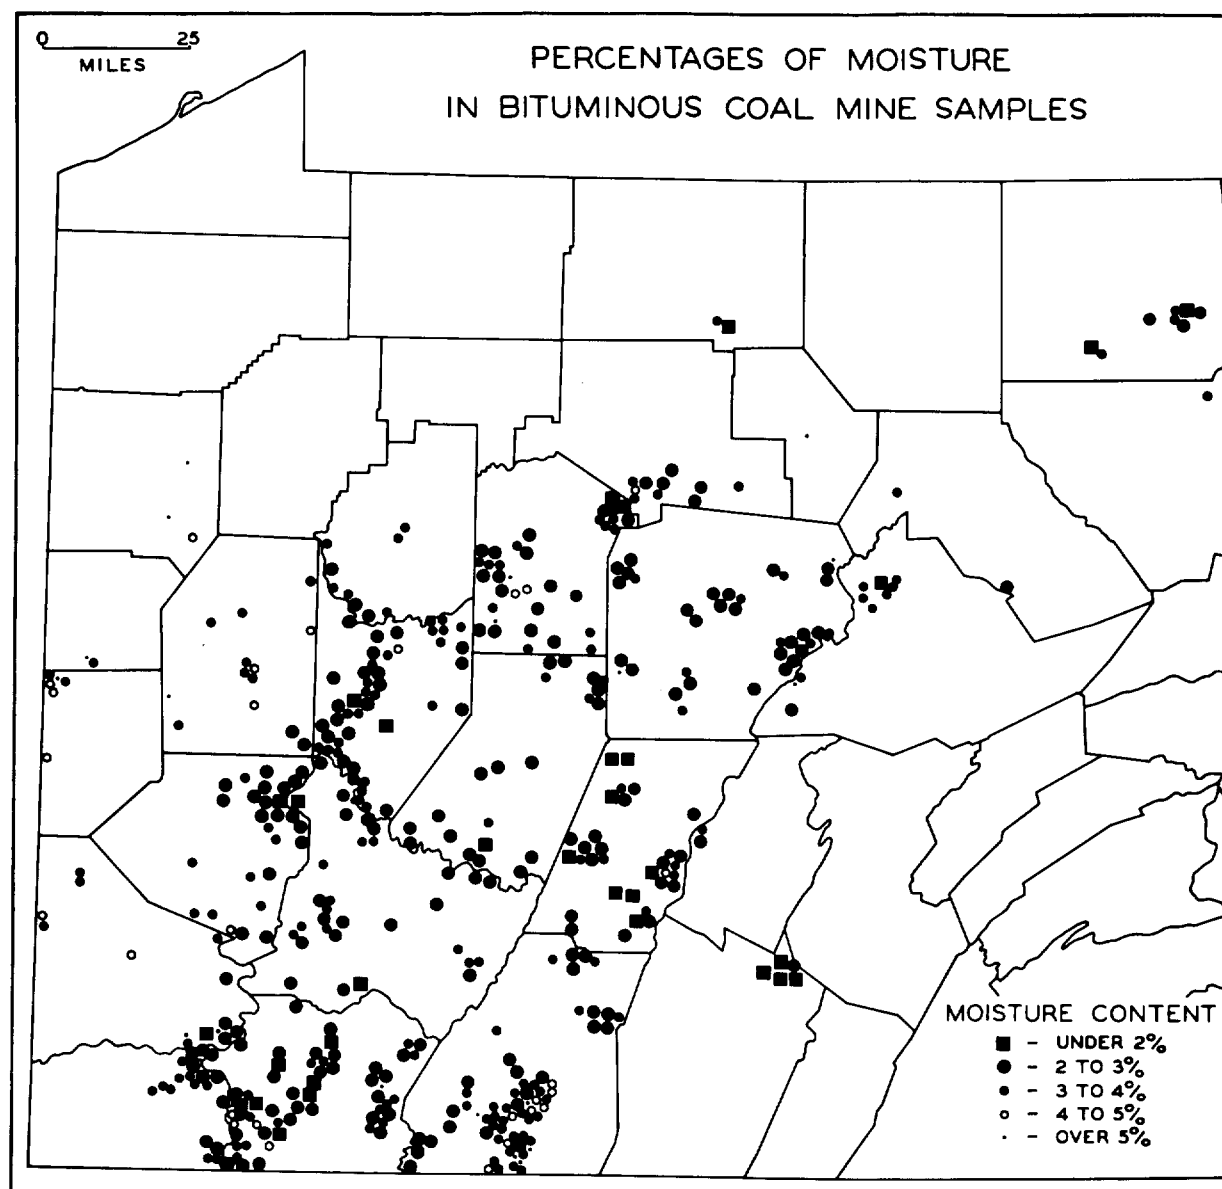 0 25
MILES
PERCENTAGES OF MOISTURE
IN BITUMINOUS COAL MINE SAMPLES
MOISTURE CONTENT
- UNDER 2%
- 2 TO 3%
- 3 TO 4%
- 4 TO 5%
- OVER 5%